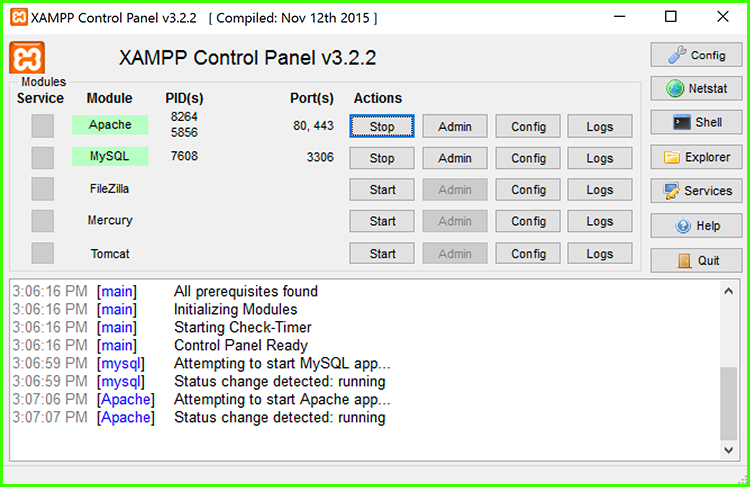 XAMPP Control Panel v3.2.2   [ Compiled: Nov 12th 2015 ]
XAMPP Control Panel v3.2.2
Config
Modules
Service Module PID(s) Port(s) Actions
Netstat
Apache 8264 5856 80, 443 Stop Admin Config Logs
Shell
MySQL 7608 3306 Stop Admin Config Logs
Explorer
FileZilla Start Admin Config Logs
Services
Mercury Start Admin Config Logs
Help
Tomcat Start Admin Config Logs
Quit
3:06:16 PM [main] All prerequisites found
3:06:16 PM [main] Initializing Modules
3:06:16 PM [main] Starting Check-Timer
3:06:16 PM [main] Control Panel Ready
3:06:59 PM [mysql] Attempting to start MySQL app...
3:06:59 PM [mysql] Status change detected: running
3:07:06 PM [Apache] Attempting to start Apache app...
3:07:07 PM [Apache] Status change detected: running